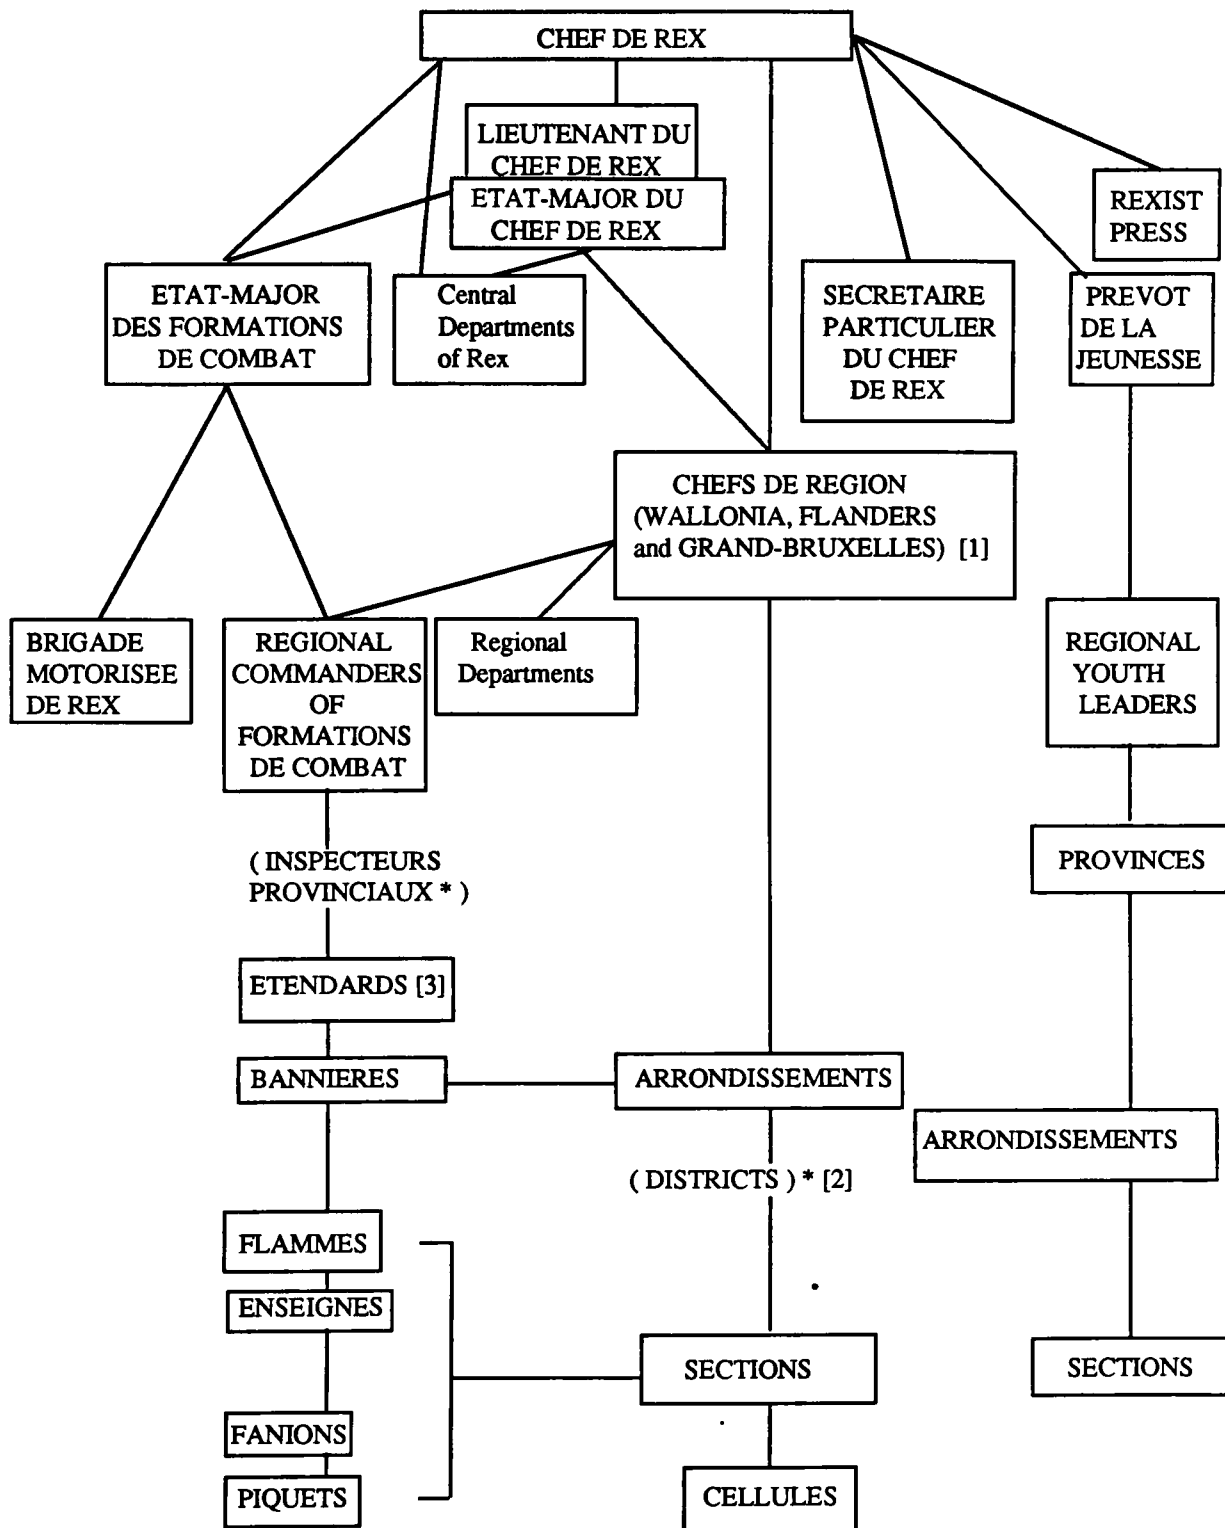 CHEF DE REX
LIEUTENANT DU
CHEF DE REX
ETAT-MAJOR DU
CHEF DE REX
REXIST
PRESS
ETAT-MAJOR
DES FORMATIONS
DE COMBAT
Central
Departments
of Rex
SECRETAIRE
PARTICULIER
DU CHEF
DE REX
PREVOT
DE LA
JEUNESSE
CHEFS DE REGION
(WALLONIA, FLANDERS
and GRAND-BRUXELLES) [1]
BRIGADE
MOTORISEE
DE REX
REGIONAL
COMMANDERS
OF
FORMATIONS
DE COMBAT
Regional
Departments
REGIONAL
YOUTH
LEADERS
( INSPECTEURS
PROVINCIAUX * )
PROVINCES
ETENDARDS [3]
BANNIERES
ARRONDISSEMENTS
ARRONDISSEMENTS
( DISTRICTS ) * [2]
FLAMMES
ENSEIGNES
SECTIONS
SECTIONS
FANIONS
PIQUETS
CELLULES